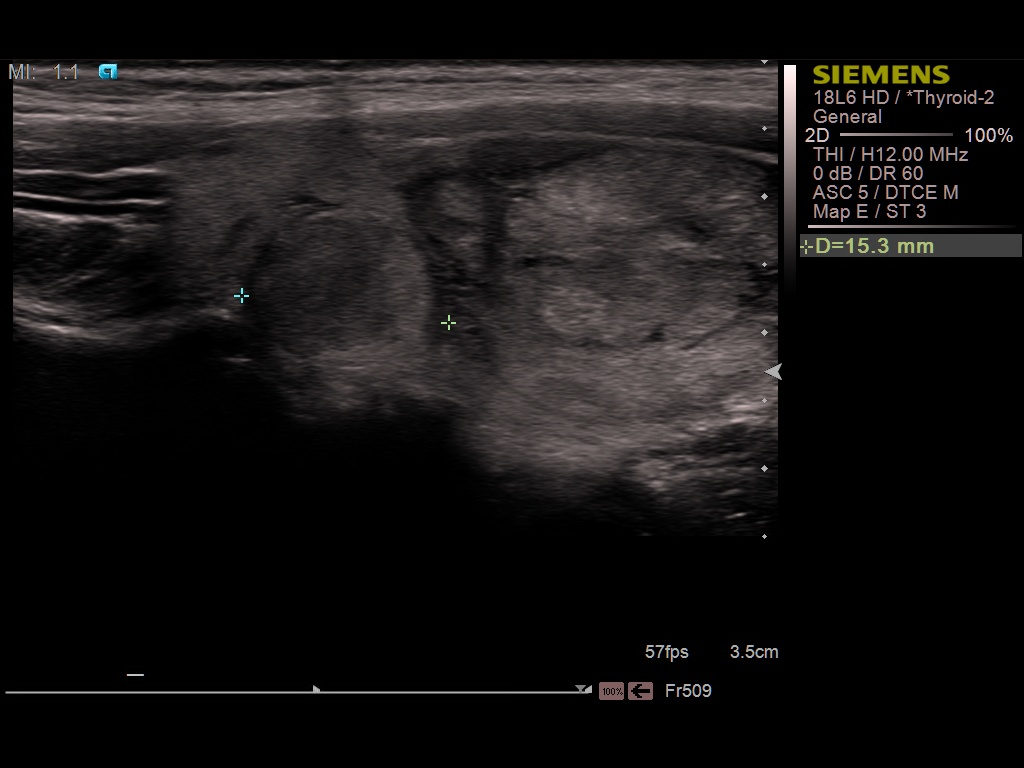 MI: 1.1
SIEMENS
18L6 HD / *Thyroid-2
General
2D 100%
THI / H12.00 MHz
0 dB / DR 60
ASC 5 / DTCE M
Map E / ST 3
D=15.3 mm
57fps 3.5cm
100% Fr509